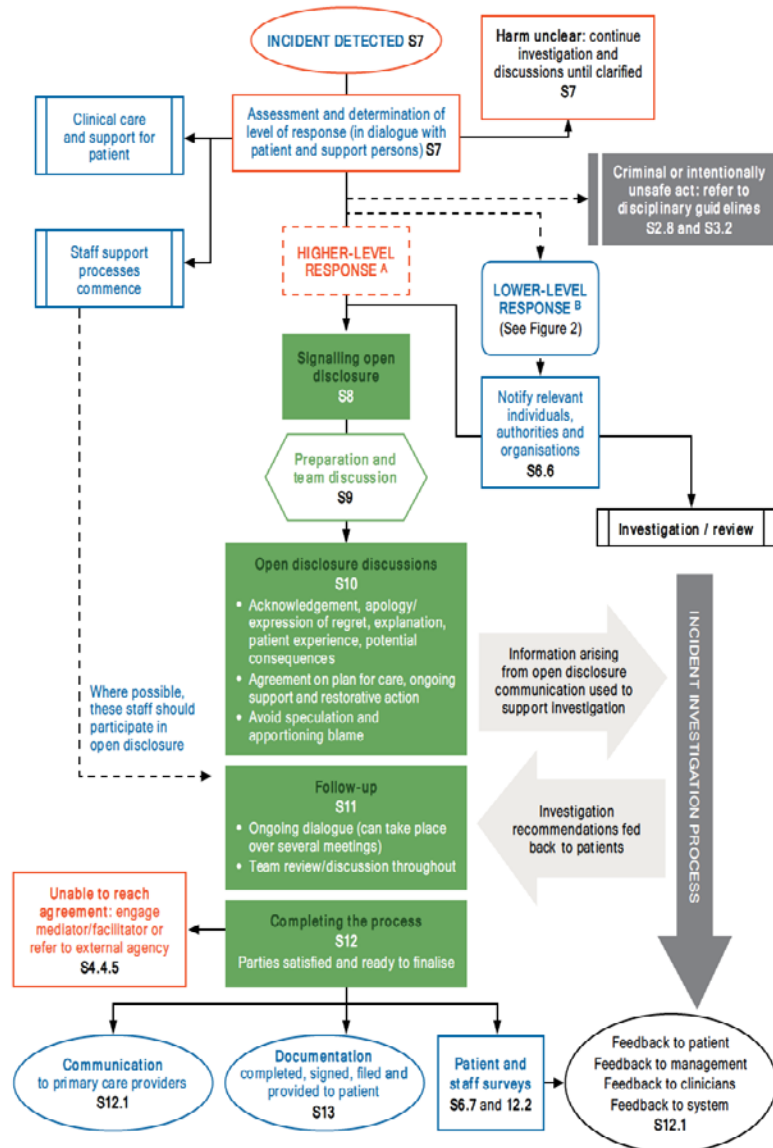 INCIDENT DETECTED S7
Harm unclear: continue
investigation and
discussions until clarified
S7
Clinical care
and support for
patient
Assessment and determination of
level of response (in dialogue with
patient and support persons) S7
Criminal or intentionally
unsafe act: refer to
disciplinary guidelines
S2.8 and S3.2
Staff support
processes
commence
HIGHER-LEVEL
RESPONSE A
LOWER-LEVEL
RESPONSE B
(See Figure 2)
Signalling open
disclosure
S8
Notify relevant
individuals,
authorities and
organisations
S6.6
Preparation and
team discussion
S9
Investigation / review
Open disclosure discussions
S10
• Acknowledgement, apology/
expression of regret, explanation,
patient experience, potential
consequences
• Agreement on plan for care, ongoing
support and restorative action
• Avoid speculation and
apportioning blame
Information arising
from open disclosure
communication used to
support investigation
INCIDENT INVESTIGATION PROCESS
Where possible,
these staff should
participate in
open disclosure
Follow-up
S11
• Ongoing dialogue (can take place
over several meetings)
• Team review/discussion throughout
Investigation
recommendations fed
back to patients
Unable to reach
agreement: engage
mediator/facilitator or
refer to external agency
S4.4.5
Completing the process
S12
Parties satisfied and ready to finalise
Communication
to primary care providers
S12.1
Documentation
completed, signed, filed and
provided to patient
S13
Patient and
staff surveys
S6.7 and 12.2
Feedback to patient
Feedback to management
Feedback to clinicians
Feedback to system
S12.1